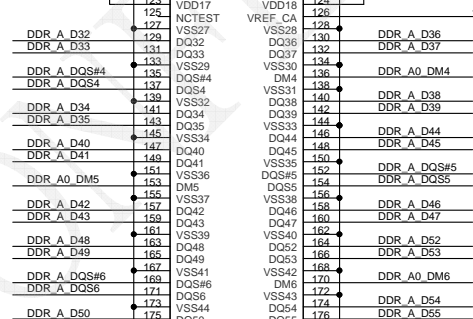 123 VDD17 VDD18 124
125 NCTEST VREF_CA
127 VSS27 VSS28 128
DDR_A_D32 129 DQ32 DQ36 130 DDR_A_D36
DDR_A_D33 131 DQ33 DQ37 132 DDR_A_D37
133 VSS29 VSS30 134
DDR_A_DQS#4 135 DQS#4 DM4 136 DDR_A0_DM4
DDR_A_DQS4 137 DQS4 VSS31 138
139 VSS32 DQ38 140 DDR_A_D38
DDR_A_D34 141 DQ34 DQ39 142 DDR_A_D39
DDR_A_D35 143 DQ35 VSS33 144
145 VSS34 DQ44 146 DDR_A_D44
DDR_A_D40 147 DQ40 DQ45 148 DDR_A_D45
DDR_A_D41 149 DQ41 VSS35 150
151 VSS36 DQS#5 152 DDR_A_DQS#5
DDR_A0_DM5 153 DM5 DQS5 154 DDR_A_DQS5
155 VSS37 VSS38 156
DDR_A_D42 157 DQ42 DQ46 158 DDR_A_D46
DDR_A_D43 159 DQ43 DQ47 160 DDR_A_D47
161 VSS39 VSS40 162
DDR_A_D48 163 DQ48 DQ52 164 DDR_A_D52
DDR_A_D49 165 DQ49 DQ53 166 DDR_A_D53
167 VSS41 VSS42 168
DDR_A_DQS#6 169 DQS#6 DM6 170 DDR_A0_DM6
DDR_A_DQS6 171 DQS6 VSS43 172
173 VSS44 DQ54 174 DDR_A_D54
DDR_A_D50 175 DQ50 DQ55 176 DDR_A_D55